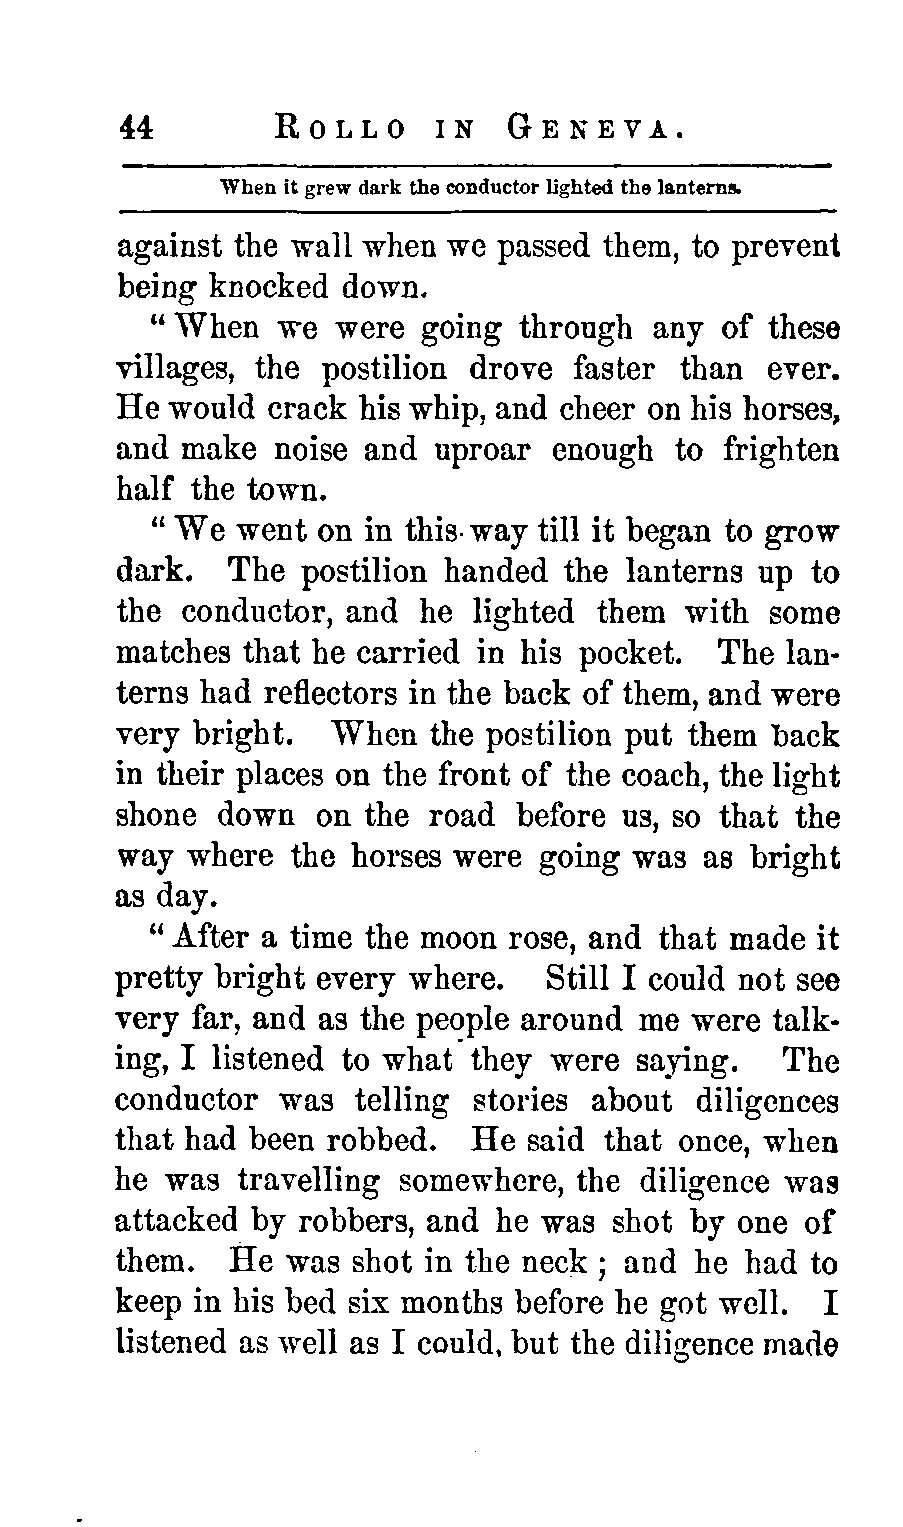 44 ROLLO IN GENEVA.
When it grew dark the conductor lighted the lanterns.
against the wall when we passed them, to prevent
being knocked down.
“ When we were going through any of these
villages, the postilion drove faster than ever.
He would crack his whip, and cheer on his horses,
and make noise and uproar enough to frighten
half the town.
“ We went on in this way till it began to grow
dark. The postilion handed the lanterns up to
the conductor, and he lighted them with some
matches that he carried in his pocket. The lan-
terns had reflectors in the back of them, and were
very bright. When the postilion put them back
in their places on the front of the coach, the light
shone down on the road before us, so that the
way where the horses were going was as bright
as day.
“ After a time the moon rose, and that made it
pretty bright every where. Still I could not see
very far, and as the people around me were talk-
ing, I listened to what they were saying. The
conductor was telling stories about diligences
that had been robbed. He said that once, when
he was travelling somewhere, the diligence was
attacked by robbers, and he was shot by one of
them. He was shot in the neck ; and he had to
keep in his bed six months before he got well. I
listened as well as I could, but the diligence made